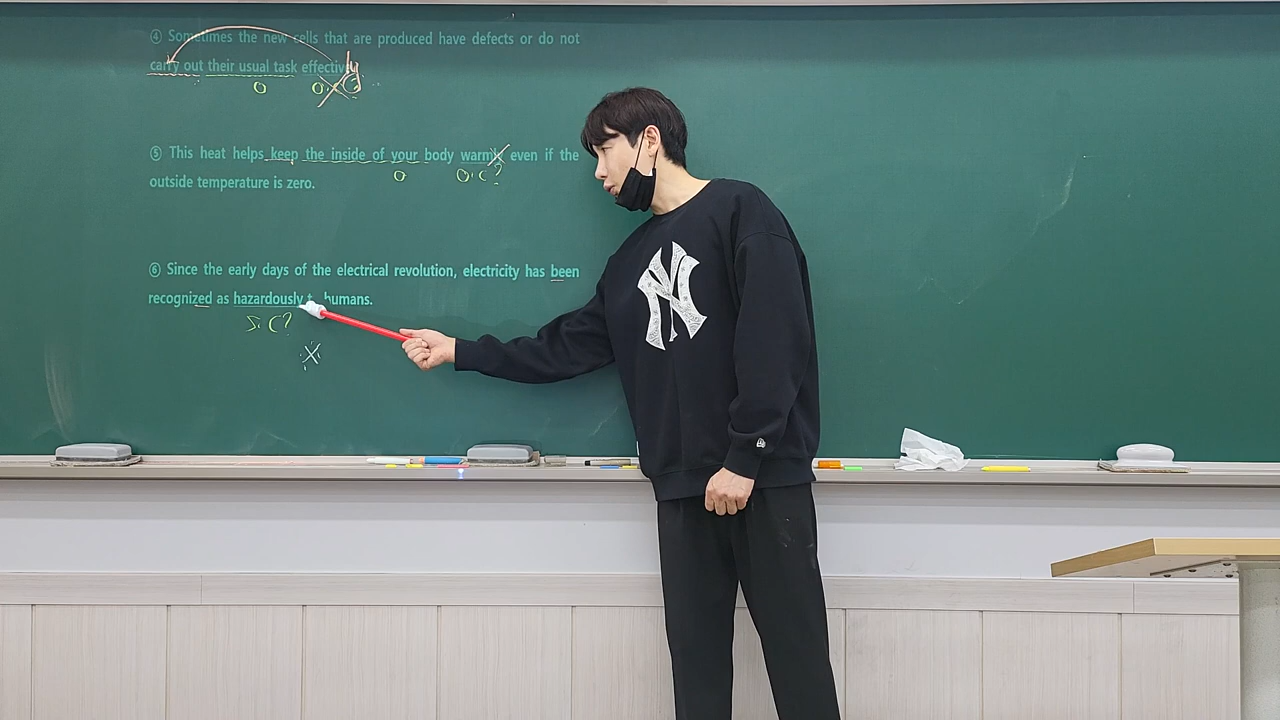 ④ Sometimes the new cells that are produced have defects or do not
carry out their usual task effectively
O O
⑤ This heat helps keep the inside of your body warmly even if the
outside temperature is zero.
O O.C?
⑥ Since the early days of the electrical revolution, electricity has been
recognized as hazardously to humans.
S.C?
NY